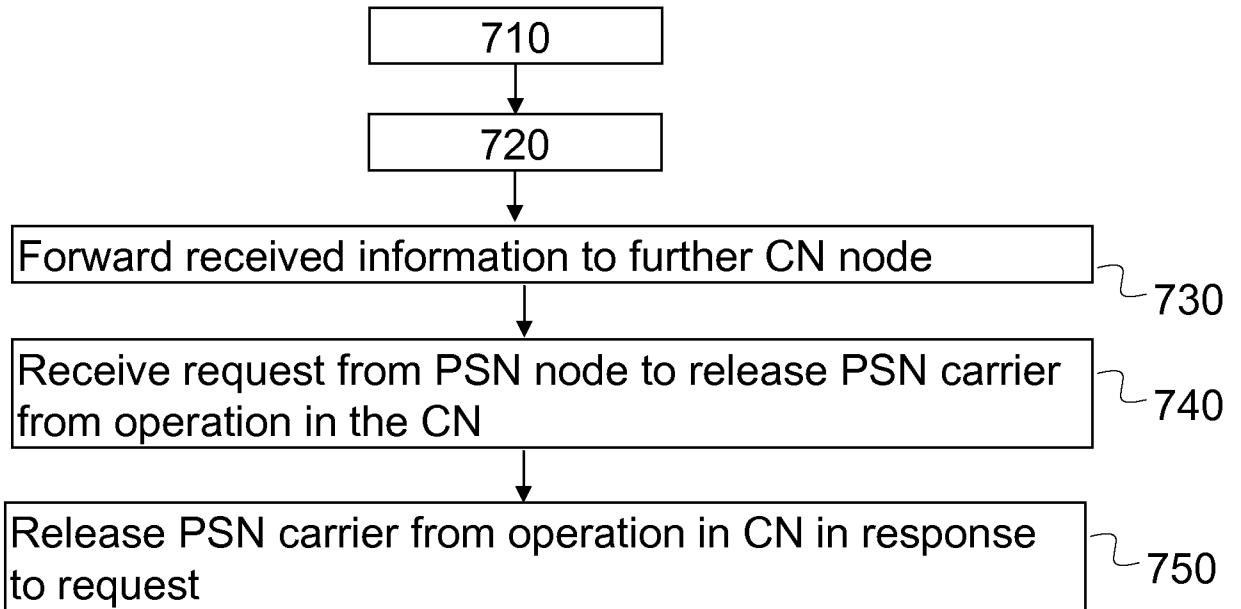 710
720
Forward received information to further CN node
730
Receive request from PSN node to release PSN carrier
from operation in the CN
740
Release PSN carrier from operation in CN in response
to request
750